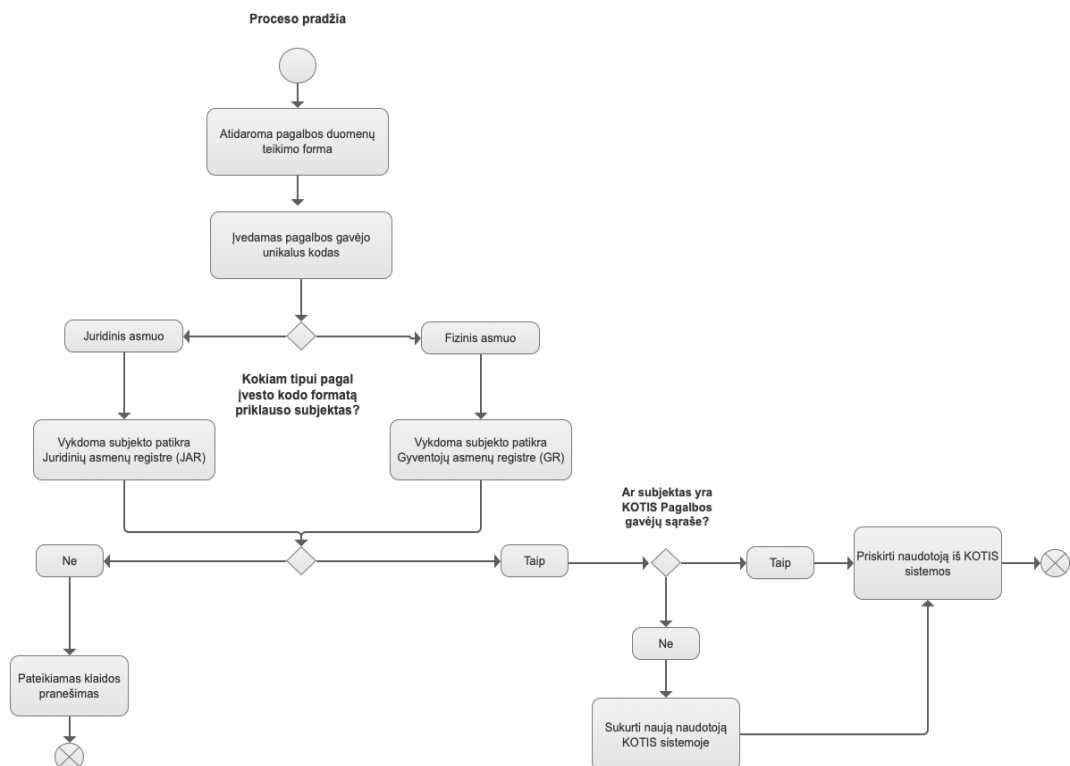 Proceso pradžia
Atidaroma pagalbos duomenų
teikimo forma
Įvedamas pagalbos gavėjo
unikalus kodas
Juridinis asmuo
Fizinis asmuo
Kokiam tipui pagal
įvesto kodo formatą
priklauso subjektas?
Vykdoma subjekto patikra
Juridinių asmenų registre (JAR)
Vykdoma subjekto patikra
Gyventojų asmenų registre (GR)
Ar subjektas yra
KOTIS Pagalbos
gavėjų sąraše?
Ne
Taip
Taip
Priskirti naudotoją iš KOTIS
sistemos
Ne
Pateikiamas klaidos
pranešimas
Sukurti naują naudotoją
KOTIS sistemoje